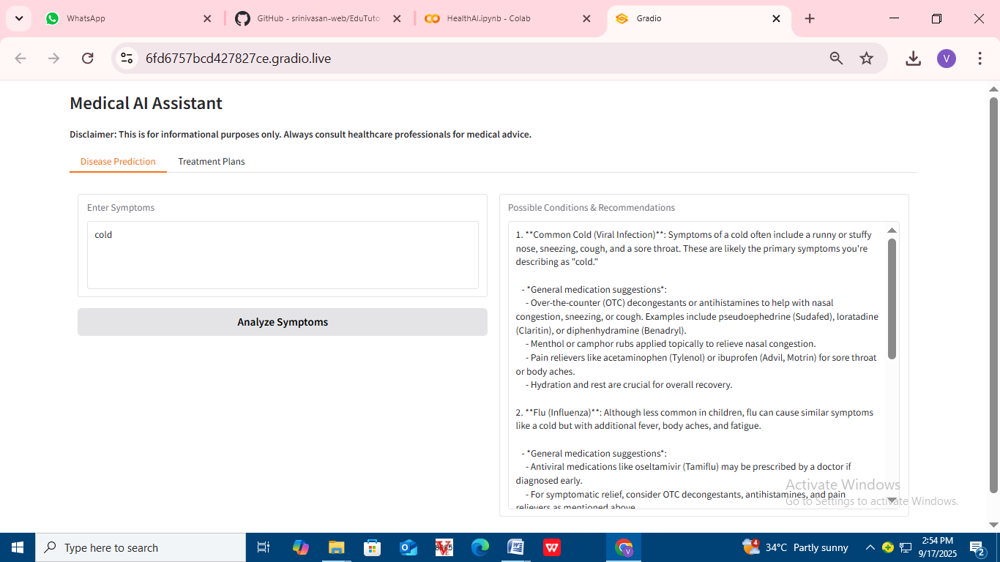 WhatsApp
GitHub - srinivasan-web/EduTuto
HealthAI.ipynb - Colab
Gradio
6fd6757bcd427827ce.gradio.live
V
Medical AI Assistant
Disclaimer: This is for informational purposes only. Always consult healthcare professionals for medical advice.
Disease Prediction
Treatment Plans
Enter Symptoms
cold
Analyze Symptoms
Possible Conditions & Recommendations
1. **Common Cold (Viral Infection)**: Symptoms of a cold often include a runny or stuffy
nose, sneezing, cough, and a sore throat. These are likely the primary symptoms you're
describing as "cold."
- *General medication suggestions*:
- Over-the-counter (OTC) decongestants or antihistamines to help with nasal
congestion, sneezing, or cough. Examples include pseudoephedrine (Sudafed), loratadine
(Claritin), or diphenhydramine (Benadryl).
- Menthol or camphor rubs applied topically to relieve nasal congestion.
- Pain relievers like acetaminophen (Tylenol) or ibuprofen (Advil, Motrin) for sore throat
or body aches.
- Hydration and rest are crucial for overall recovery.
2. **Flu (Influenza)**: Although less common in children, flu can cause similar symptoms
like a cold but with additional fever, body aches, and fatigue.
- *General medication suggestions*:
- Antiviral medications like oseltamivir (Tamiflu) may be prescribed by a doctor if
diagnosed early.
- For symptomatic relief, consider OTC decongestants, antihistamines, and pain
relievers as mentioned above
Activate Windows
Go to Settings to activate Windows.
Type here to search
34°C Partly sunny
2:54 PM
9/17/2025
2